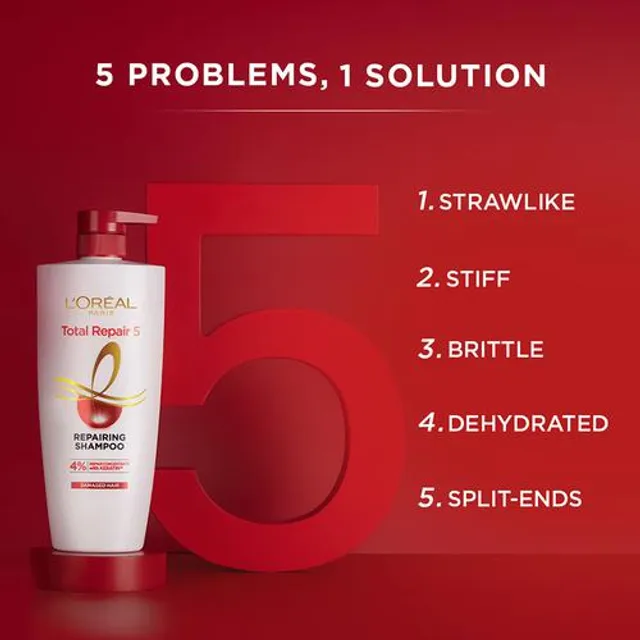 5 PROBLEMS, 1 SOLUTION
1. STRAWLIKE
2. STIFF
3. BRITTLE
4. DEHYDRATED
5. SPLIT-ENDS
5
L'ORÉAL
PARIS
Total Repair 5
REPAIRING
SHAMPOO
4%
DAMAGED HAIR